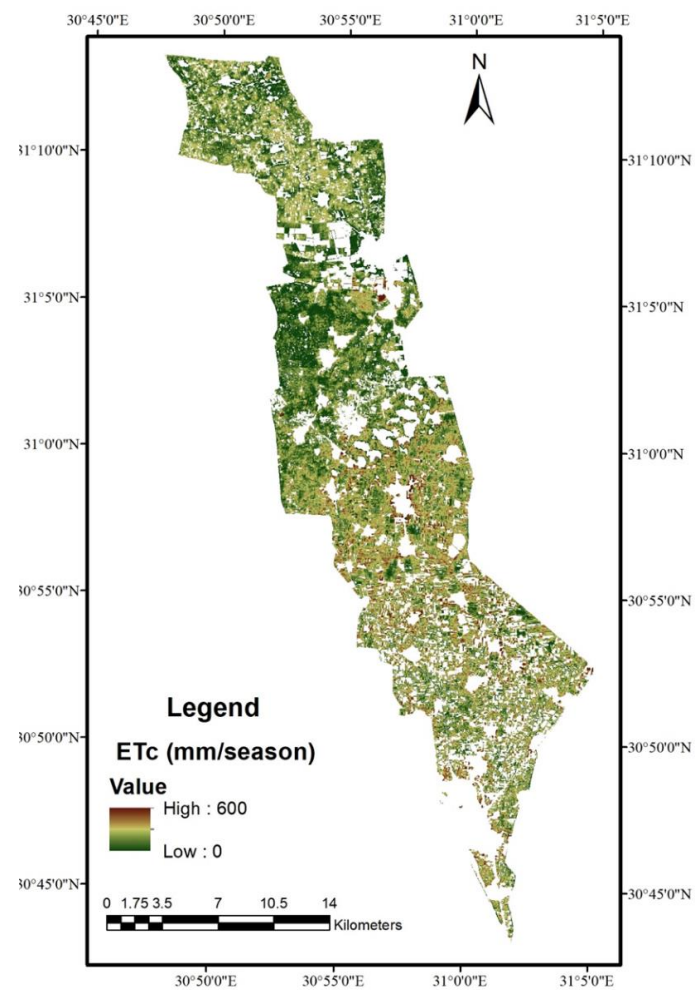 30°45'0"E 30°50'0"E 30°55'0"E 31°0'0"E 31°5'0"E
N
31°10'0"N 31°10'0"N
31°5'0"N 31°5'0"N
31°0'0"N 31°0'0"N
30°55'0"N 30°55'0"N
Legend
ETc (mm/season)
30°50'0"N 30°50'0"N
Value
High : 600
Low : 0
30°45'0"N 30°45'0"N
0 1.75 3.5 7 10.5 14
Kilometers
30°50'0"E 30°55'0"E 31°0'0"E 31°5'0"E